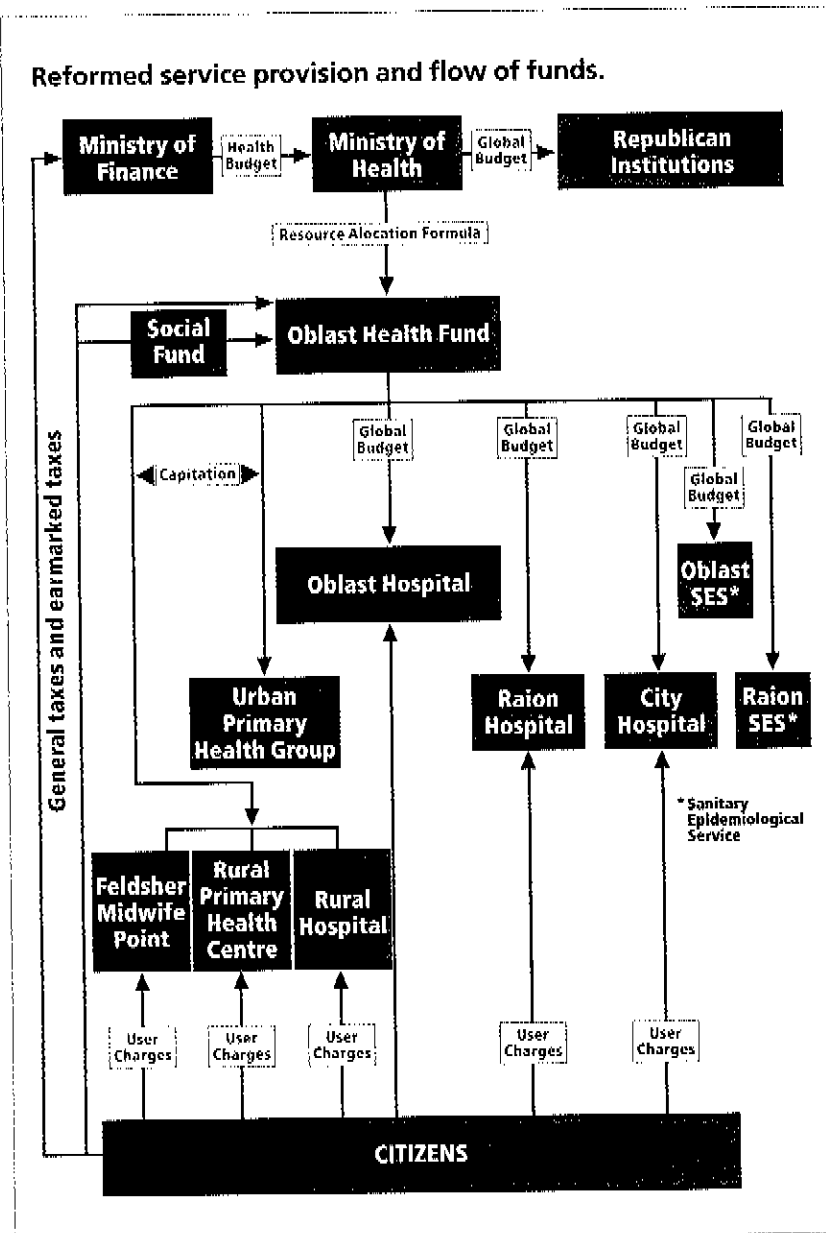 Reformed service provision and flow of funds.
Ministry of
Finance
Health
Budget
Ministry of
Health
Global
Budget
Republican
Institutions
Resource Alocation Formula
Social
Fund
Oblast Health Fund
General taxes and earmarked taxes
Capitation
Global
Budget
Global
Budget
Global
Budget
Global
Budget
Global
Budget
Oblast Hospital
Oblast
SES*
Urban
Primary
Health Group
Raion
Hospital
City
Hospital
Raion
SES*
* Sanitary
Epidemiological
Service
Feldsher
Midwife
Point
Rural
Primary
Health
Centre
Rural
Hospital
User
Charges
User
Charges
User
Charges
User
Charges
User
Charges
CITIZENS